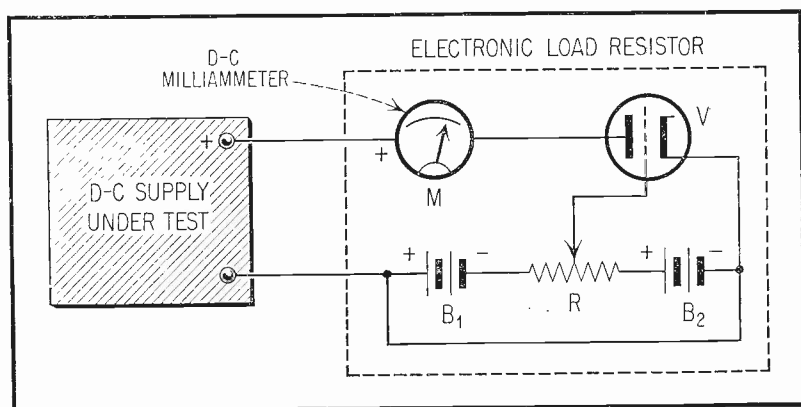 ELECTRONIC LOAD RESISTOR
D-C
MILLIAMMETER
V
+
+
M
D-C SUPPLY
UNDER TEST
+ - + -
B1
R
B2